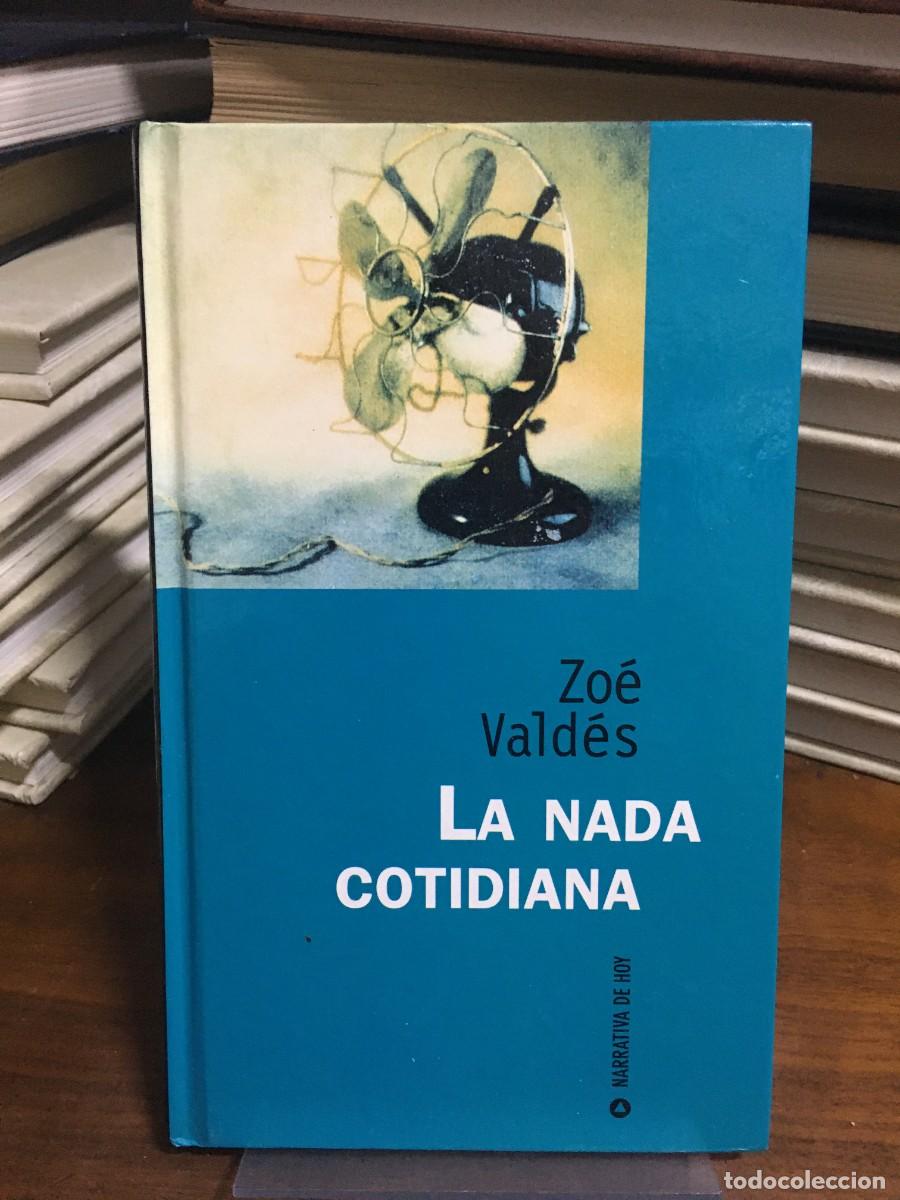 Zoé
Valdés
LA NADA
COTIDIANA
NARRATIVA DE HOY
todocoleccion